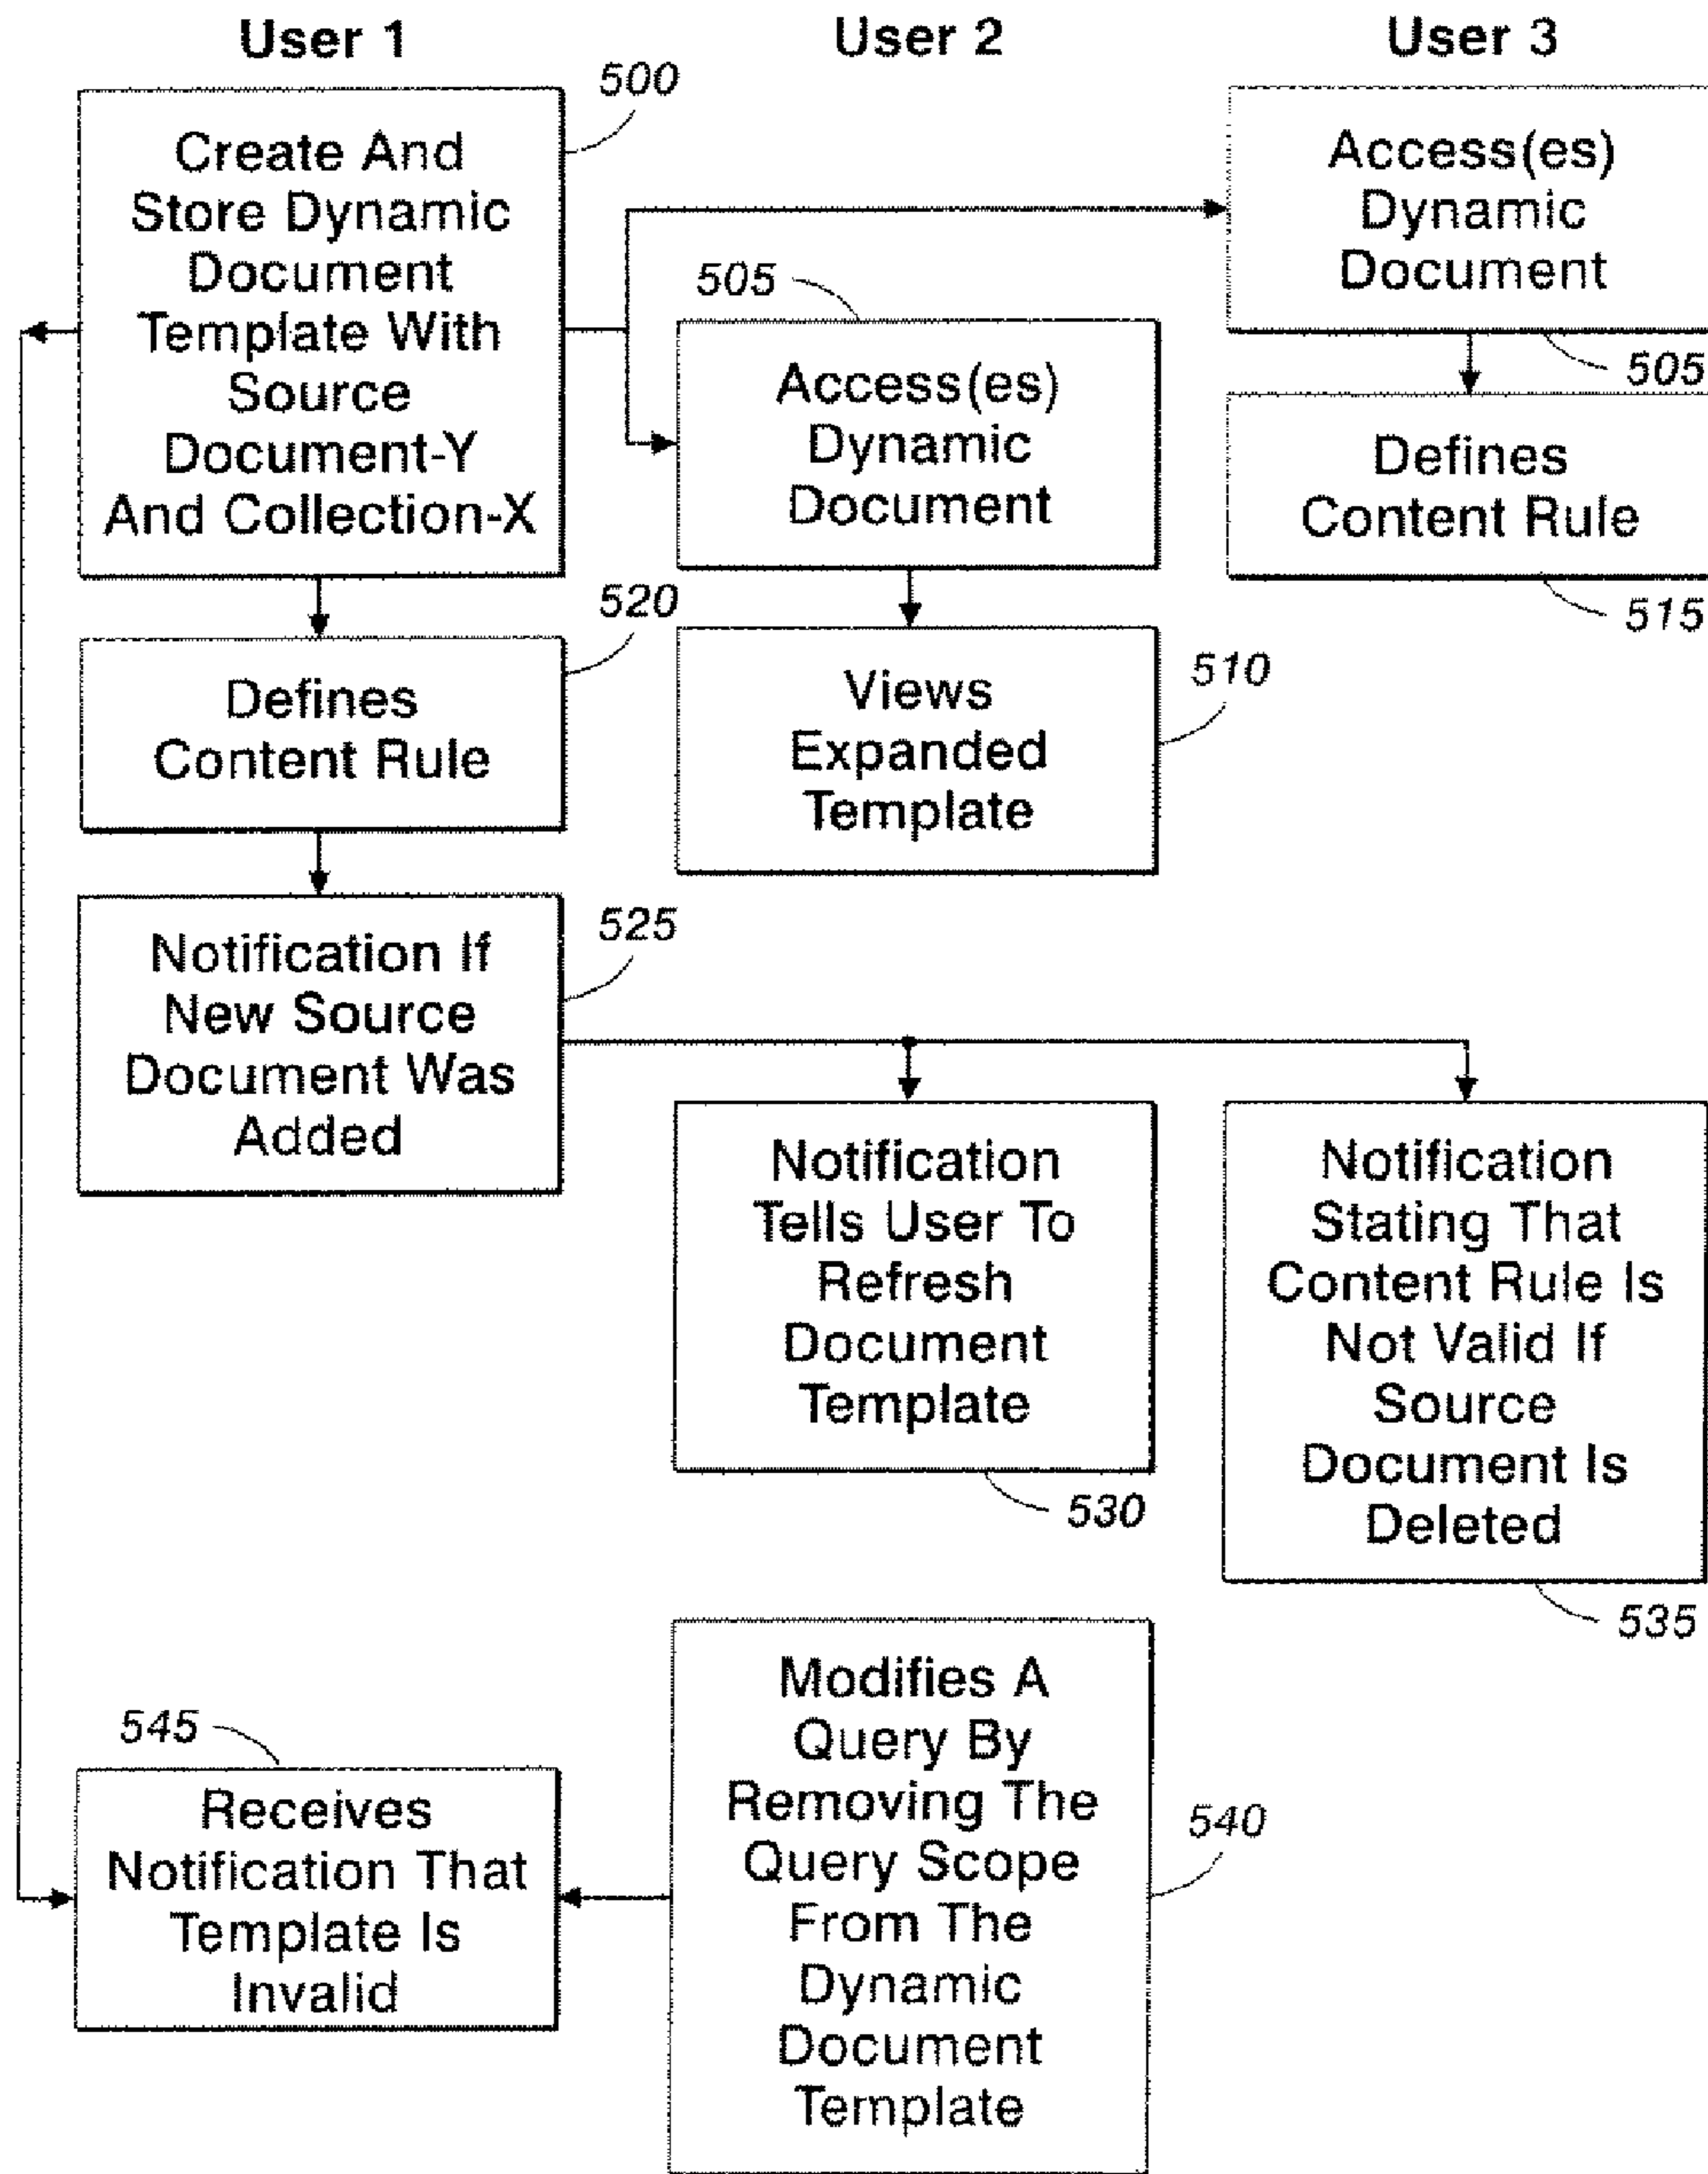 User 1
User 2
User 3
500
Create And
Store Dynamic
Document
Template With
Source
Document-Y
And Collection-X
505
Access(es)
Dynamic
Document
Access(es)
Dynamic
Document
505
Defines
Content Rule
515
520
Defines
Content Rule
Views
Expanded
Template
510
525
Notification If
New Source
Document Was
Added
Notification
Tells User To
Refresh
Document
Template
530
Notification
Stating That
Content Rule Is
Not Valid If
Source
Document Is
Deleted
535
545
Receives
Notification That
Template Is
Invalid
Modifies A
Query By
Removing The
Query Scope
From The
Dynamic
Document
Template
540